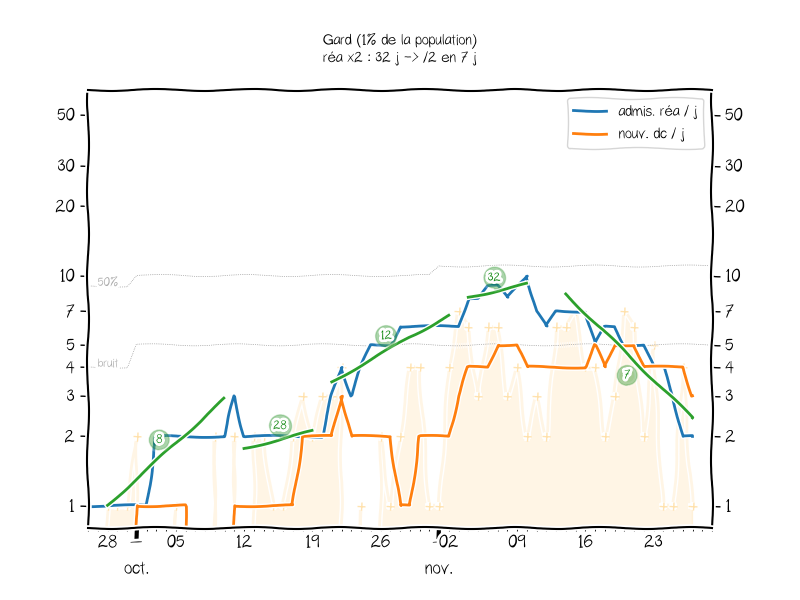 Gard (1% de la population)
réa x2 : 32 j -> /2 en 7 j
admis. réa / j
nouv. dc / j
50 50
30 30
20 20
10 10
7 7
5 5
4 4
3 3
2 2
1 1
50%
bruit
8
28
12
32
7
28 05 12 19 26 02 09 16 23
oct. nov.